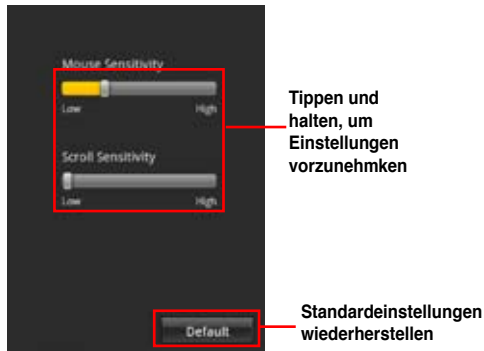 Mouse Sensitivity
Low High
Tippen und
halten, um
Einstellungen
vorzunehmken
Scroll Sensitivity
Low High
Default
Standardeinstellungen
wiederherstellen